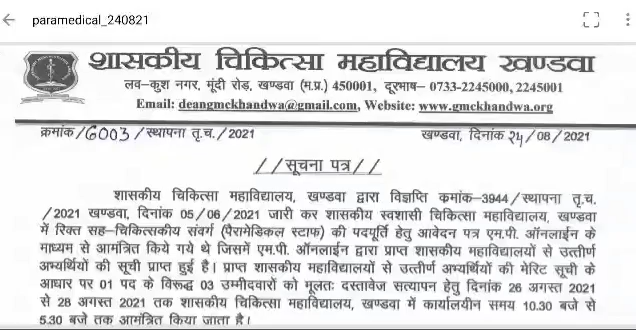 paramedical_240821
शासकीय चिकित्सा महाविद्यालय खण्डवा
लव–कुश नगर, मूंदी रोड़, खण्डवा (म.प्र.) 450001, दूरभाष– 0733-2245000, 2245001
Email: deangmckhandwa@gmail.com, Website: www.gmckhandwa.org
क्रमांक/6003/स्थापना तृ.च./2021 खण्डवा, दिनांक 24/08/2021
//सूचना पत्र//
शासकीय चिकित्सा महाविद्यालय, खण्डवा द्वारा विज्ञप्ति कमांक–3944/स्थापना तृ.च.
/2021 खण्डवा, दिनांक 05/06/2021 जारी कर शासकीय स्वशासी चिकित्सा महाविद्यालय, खण्डवा
में रिक्त सह–चिकित्सकीय संवर्ग (पैरामेडिकल स्टाफ) की पदपूर्ति हेतु आवेदन पत्र एम.पी. ऑनलाईन के
माध्यम से आमंत्रित किये गये थे जिसमें एम.पी. ऑनलाईन द्वारा प्राप्त शासकीय महाविद्यालयों से उत्तीर्ण
अभ्यर्थियों की सूची प्राप्त हुई है। प्राप्त शासकीय महाविद्यालयों से उत्तीर्ण अभ्यर्थियों की मेरिट सूची के
आधार पर 01 पद के विरूद्ध 03 उम्मीदवारों को मूलतः दस्तावेज सत्यापन हेतु दिनांक 26 अगस्त 2021
से 28 अगस्त 2021 तक शासकीय चिकित्सा महाविद्यालय, खण्डवा में कार्यालयीन समय 10.30 बजे से
5.30 बजे तक आमंत्रित किया जाता है।